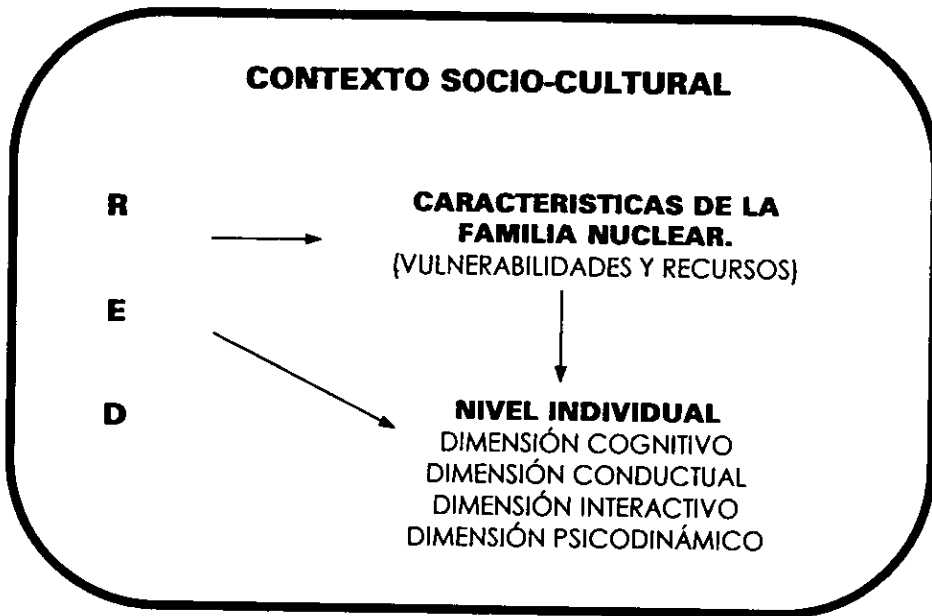 CONTEXTO SOCIO-CULTURAL
R
E
D
CARACTERISTICAS DE LA
FAMILIA NUCLEAR.
(VULNERABILIDADES Y RECURSOS)
NIVEL INDIVIDUAL
DIMENSIÓN COGNITIVO
DIMENSIÓN CONDUCTUAL
DIMENSIÓN INTERACTIVO
DIMENSIÓN PSICODINÁMICO